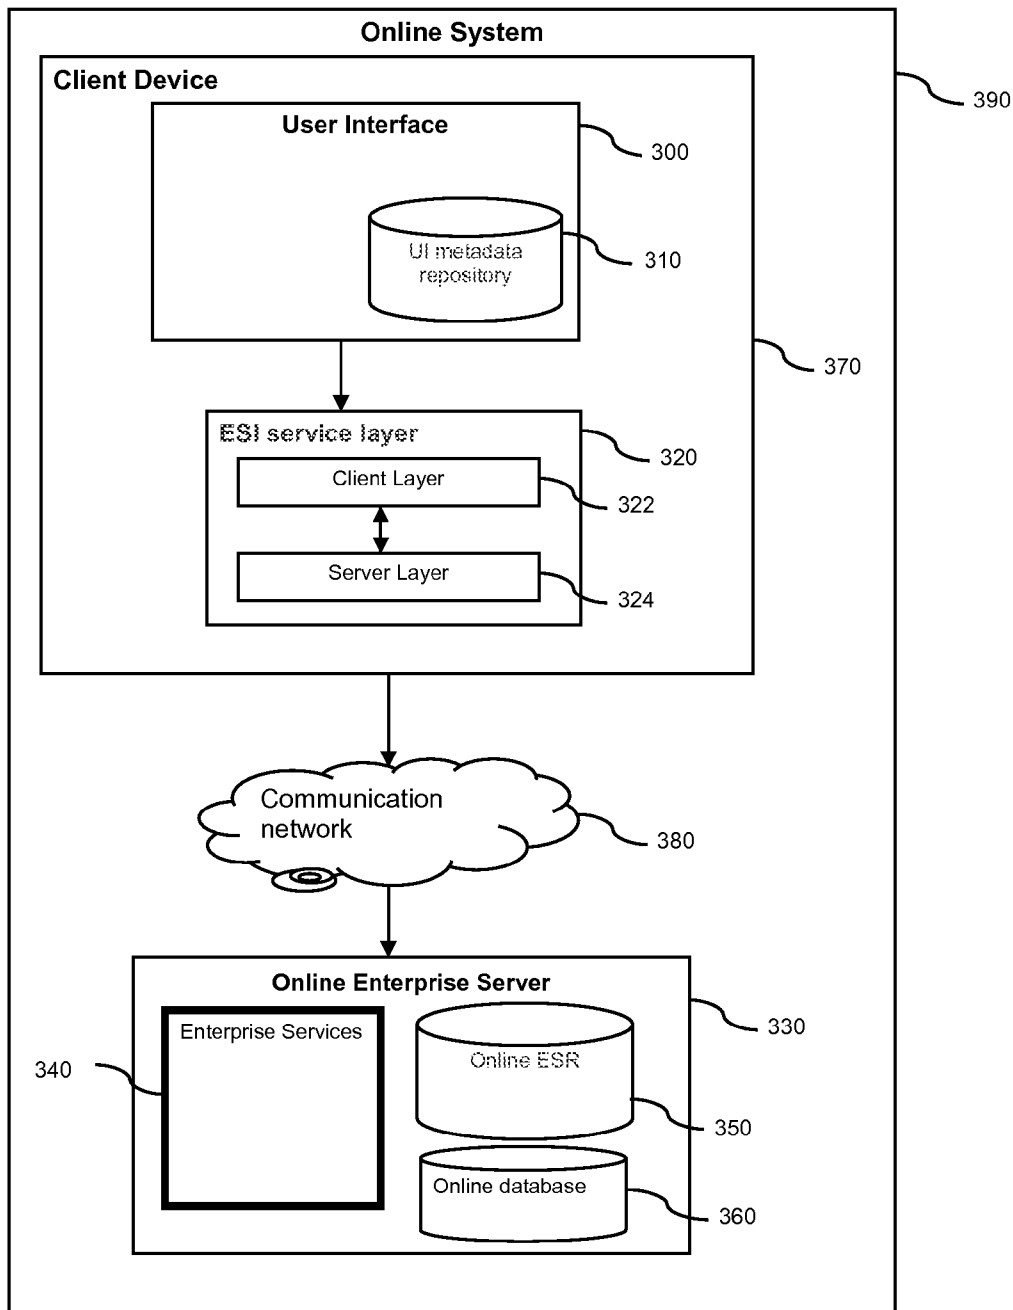 Online System
Client Device
390
User Interface
300
UI metadata
repository
310
370
ESI service layer
320
Client Layer
322
Server Layer
324
Communication
network
380
Online Enterprise Server
Enterprise Services
330
Online ESR
340
350
Online database
360